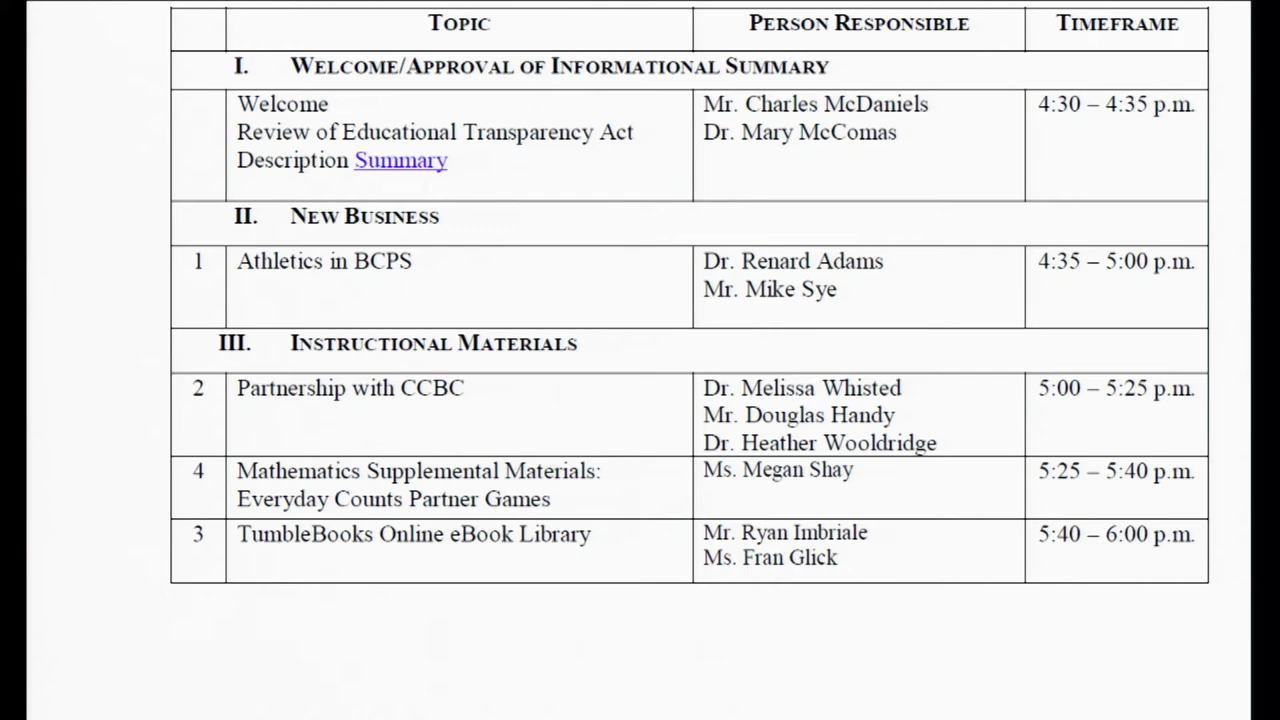 TOPIC PERSON RESPONSIBLE TIMEFRAME
I. WELCOME/APPROVAL OF INFORMATIONAL SUMMARY
Welcome Mr. Charles McDaniels 4:30 – 4:35 p.m.
Review of Educational Transparency Act Dr. Mary McComas
Description Summary
II. NEW BUSINESS
1 Athletics in BCPS Dr. Renard Adams 4:35 – 5:00 p.m.
Mr. Mike Sye
III. INSTRUCTIONAL MATERIALS
2 Partnership with CCBC Dr. Melissa Whisted 5:00 – 5:25 p.m.
Mr. Douglas Handy
Dr. Heather Wooldridge
4 Mathematics Supplemental Materials: Ms. Megan Shay 5:25 – 5:40 p.m.
Everyday Counts Partner Games
3 TumbleBooks Online eBook Library Mr. Ryan Imbriale 5:40 – 6:00 p.m.
Ms. Fran Glick